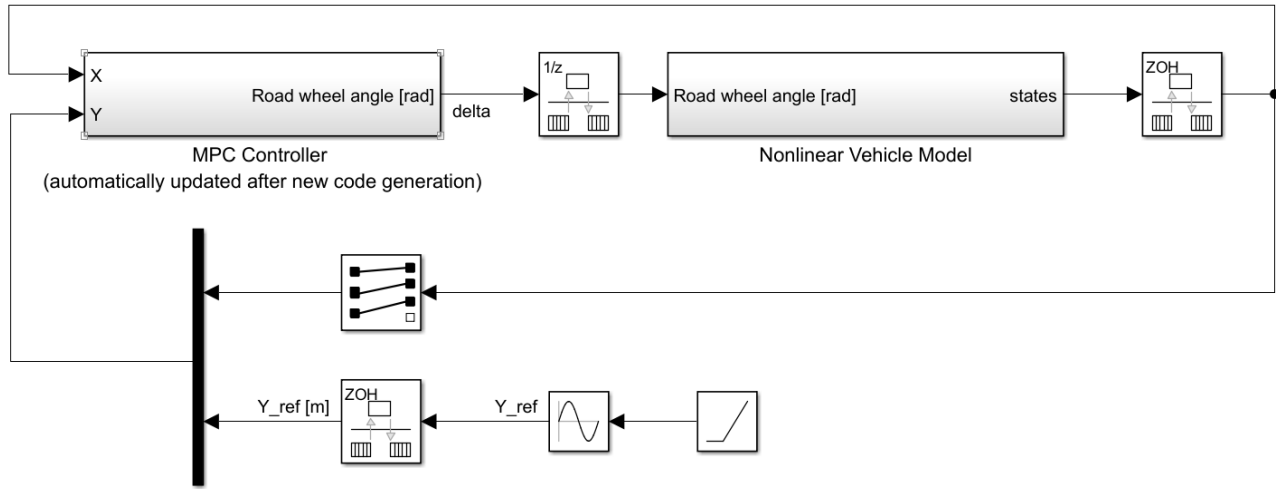 X
Y
Road wheel angle [rad]
delta
1/z
Road wheel angle [rad]
states
ZOH
MPC Controller
(automatically updated after new code generation)
Nonlinear Vehicle Model
Y_ref [m]
ZOH
Y_ref